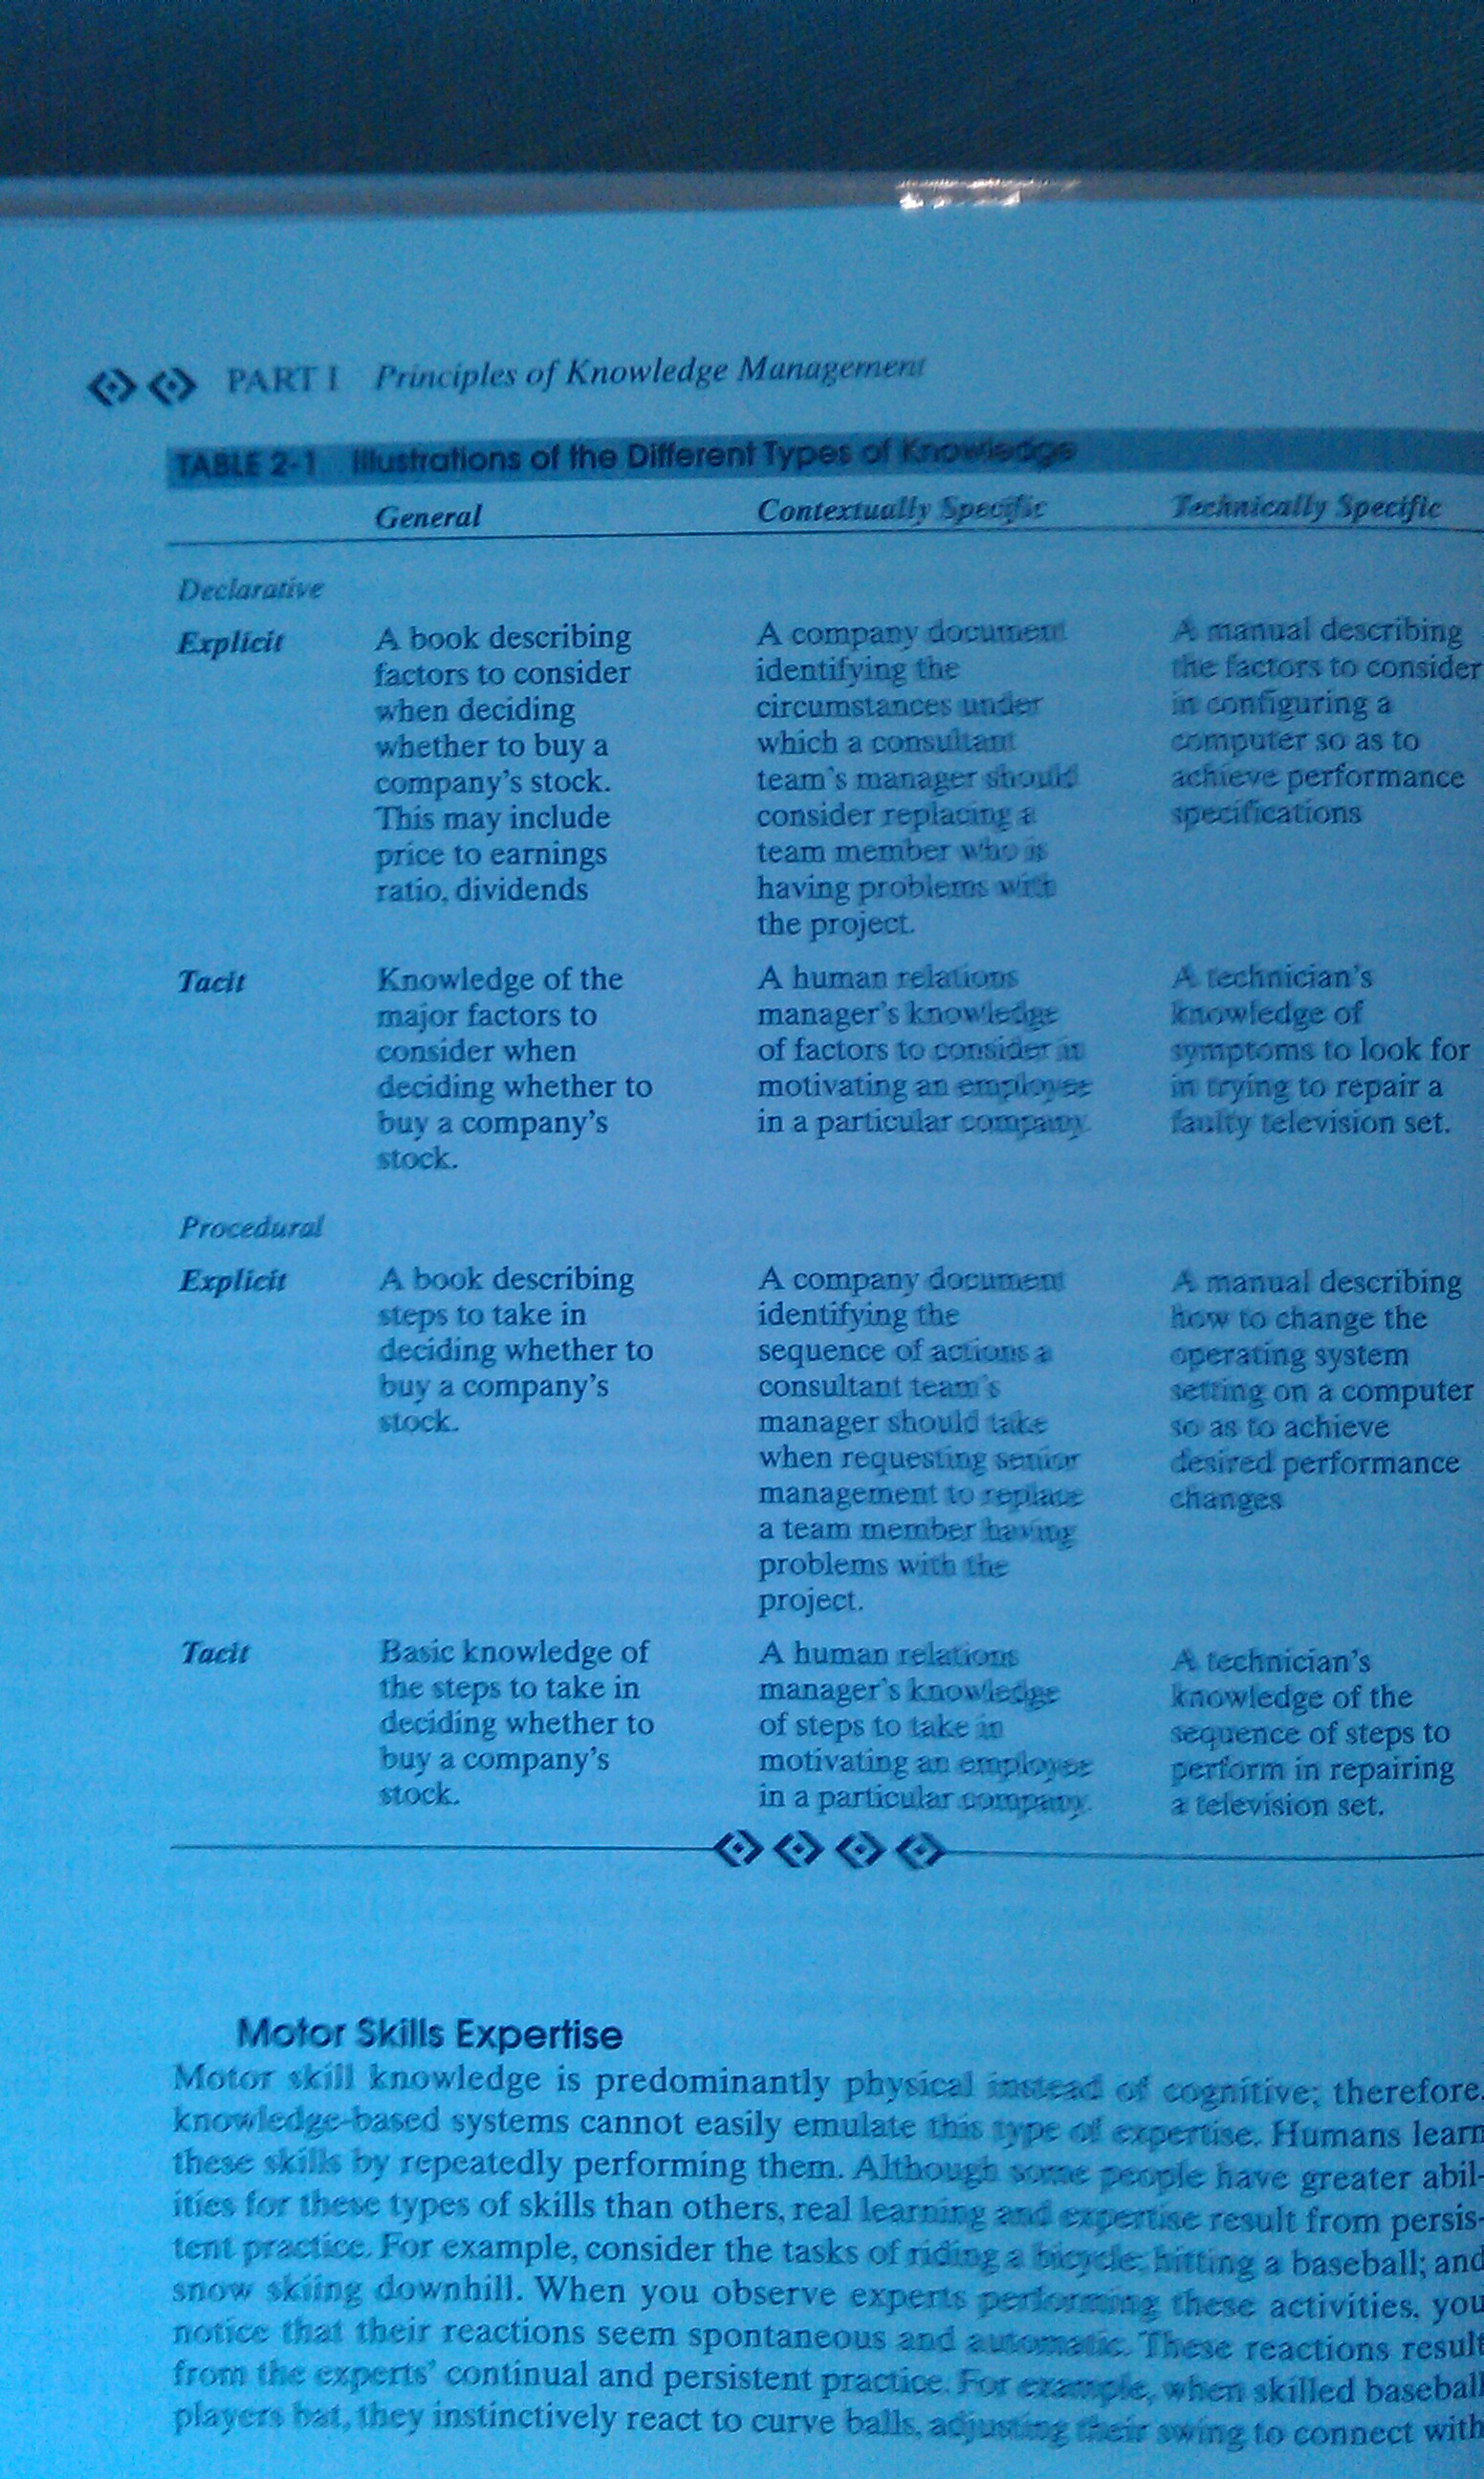 PART I Principles of Knowledge Management
TABLE 2-1 Illustrations of the Different Types of Knowledge
General Contextually Specific Technically Specific
Declarative
Explicit
A book describing
factors to consider
when deciding
whether to buy a
company's stock.
This may include
price to earnings
ratio, dividends
A company document
identifying the
circumstances under
which a consultant
team's manager should
consider replacing a
team member who is
having problems with
the project.
A manual describing
the factors to consider
in configuring a
computer so as to
achieve performance
specifications
Tacit
Knowledge of the
major factors to
consider when
deciding whether to
buy a company's
stock.
A human relations
manager's knowledge
of factors to consider in
motivating an employee
in a particular company.
A technician's
knowledge of
symptoms to look for
in trying to repair a
faulty television set.
Procedural
Explicit
A book describing
steps to take in
deciding whether to
buy a company's
stock.
A company document
identifying the
sequence of actions a
consultant team's
manager should take
when requesting senior
management to replace
a team member having
problems with the
project.
A manual describing
how to change the
operating system
setting on a computer
so as to achieve
desired performance
changes
Tacit
Basic knowledge of
the steps to take in
deciding whether to
buy a company's
stock.
A human relations
manager's knowledge
of steps to take in
motivating an employee
in a particular company.
A technician's
knowledge of the
sequence of steps to
perform in repairing
a television set.
Motor Skills Expertise
Motor skill knowledge is predominantly physical instead of cognitive; therefore,
knowledge-based systems cannot easily emulate this type of expertise. Humans learn
these skills by repeatedly performing them. Although some people have greater abil-
ities for these types of skills than others, real learning and expertise result from persis-
tent practice. For example, consider the tasks of riding a bicycle; hitting a baseball; and
snow skiing downhill. When you observe experts performing these activities, you
notice that their reactions seem spontaneous and automatic. These reactions result
from the experts' continual and persistent practice. For example, when skilled baseball
players bat, they instinctively react to curve balls, adjusting their swing to connect with